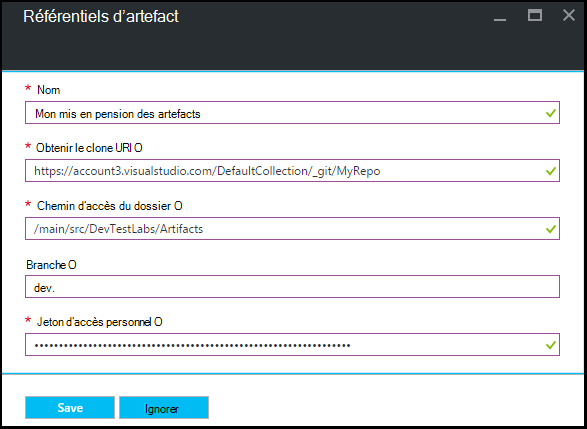 Référentiels d'artefact
* Nom
Mon mis en pension des artefacts
* Obtenir le clone URI O
https://account3.visualstudio.com/DefaultCollection/_git/MyRepo
* Chemin d'accès du dossier O
/main/src/DevTestLabs/Artifacts
Branche O
dev.
* Jeton d'accès personnel O
Save Ignorer